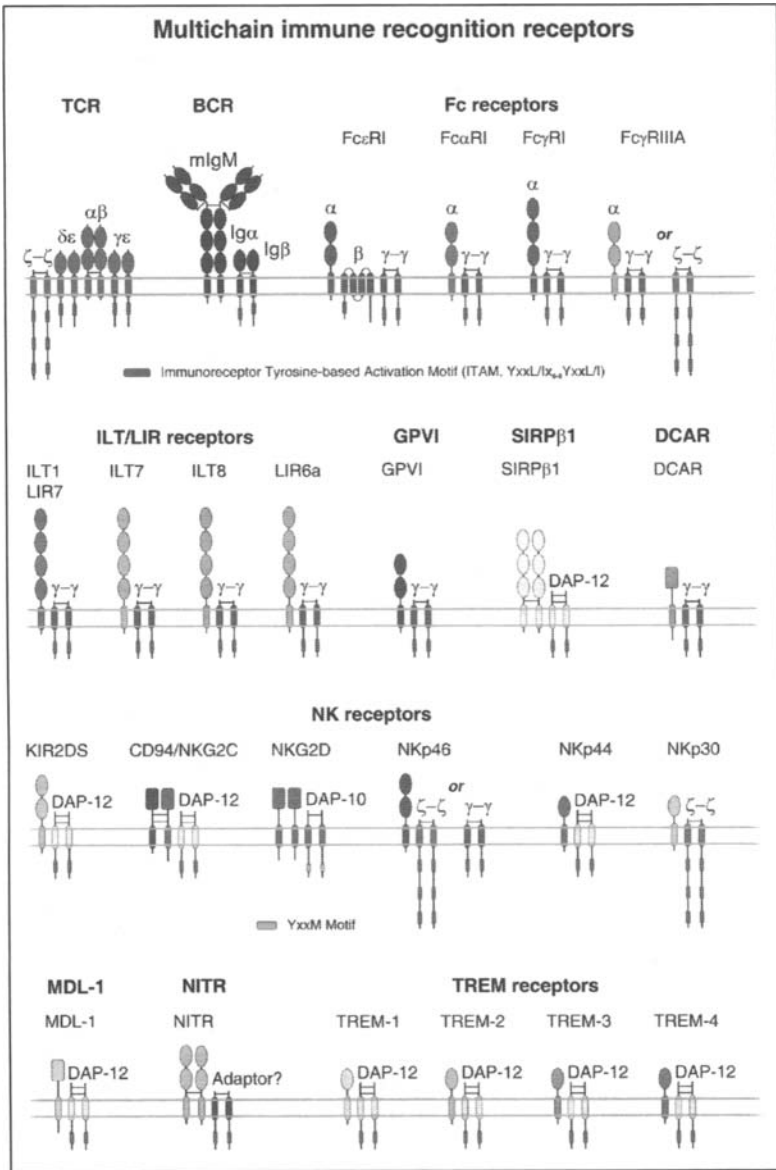 Multichain immune recognition receptors
TCR BCR Fc receptors
FcεRI FcαRI FcγRI FcγRIIIA
mIgM
αβ
δε γε
ζ–ζ
Igα
Igβ
α β γ–γ
α γ–γ
α γ–γ
α γ–γ or ζ–ζ
Immunoreceptor Tyrosine-based Activation Motif (ITAM, YxxL/Ix₆₋₈YxxL/I)
ILT/LIR receptors GPVI SIRPβ1 DCAR
ILT1 ILT7 ILT8 LIR6a GPVI SIRPβ1 DCAR
LIR7
γ–γ γ–γ γ–γ γ–γ γ–γ DAP-12 γ–γ
NK receptors
KIR2DS CD94/NKG2C NKG2D NKp46 NKp44 NKp30
DAP-12 DAP-12 DAP-10 ζ–ζ or γ–γ DAP-12 ζ–ζ
YxxM Motif
MDL-1 NITR TREM receptors
MDL-1 NITR TREM-1 TREM-2 TREM-3 TREM-4
DAP-12 Adaptor? DAP-12 DAP-12 DAP-12 DAP-12